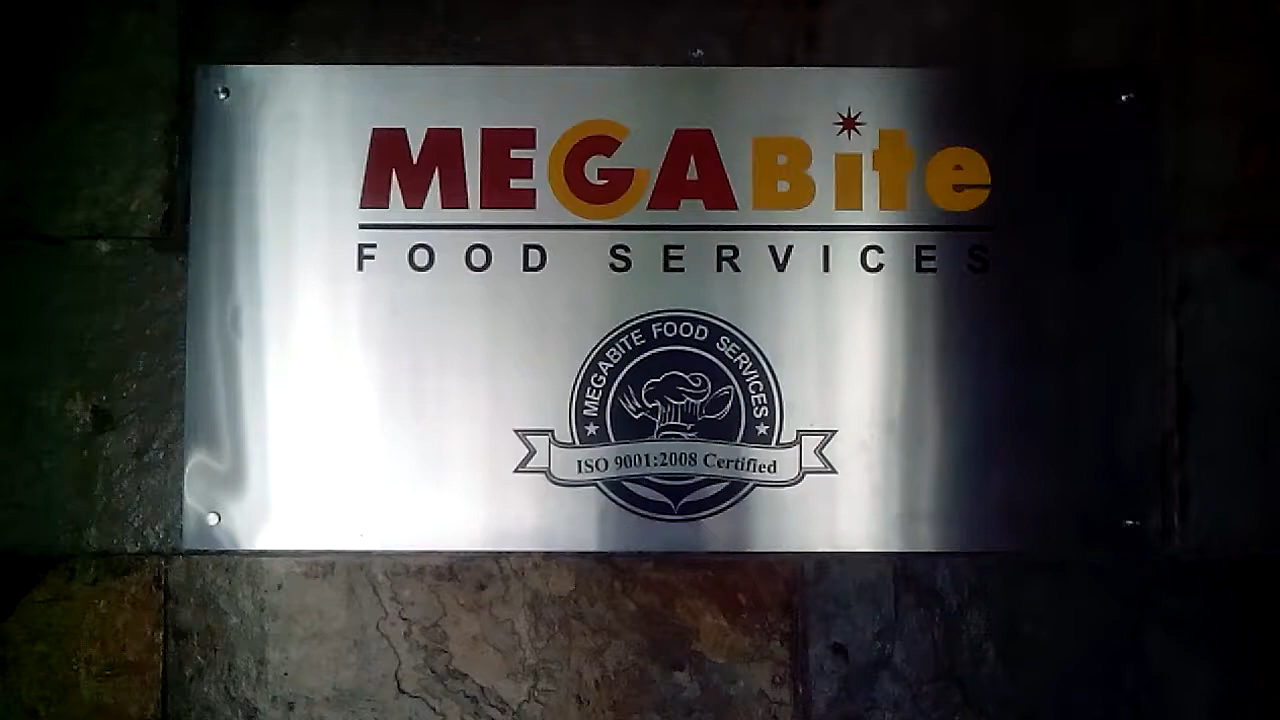 MEGABite
FOOD SERVICES
MEGABITE FOOD SERVICES
ISO 9001:2008 Certified